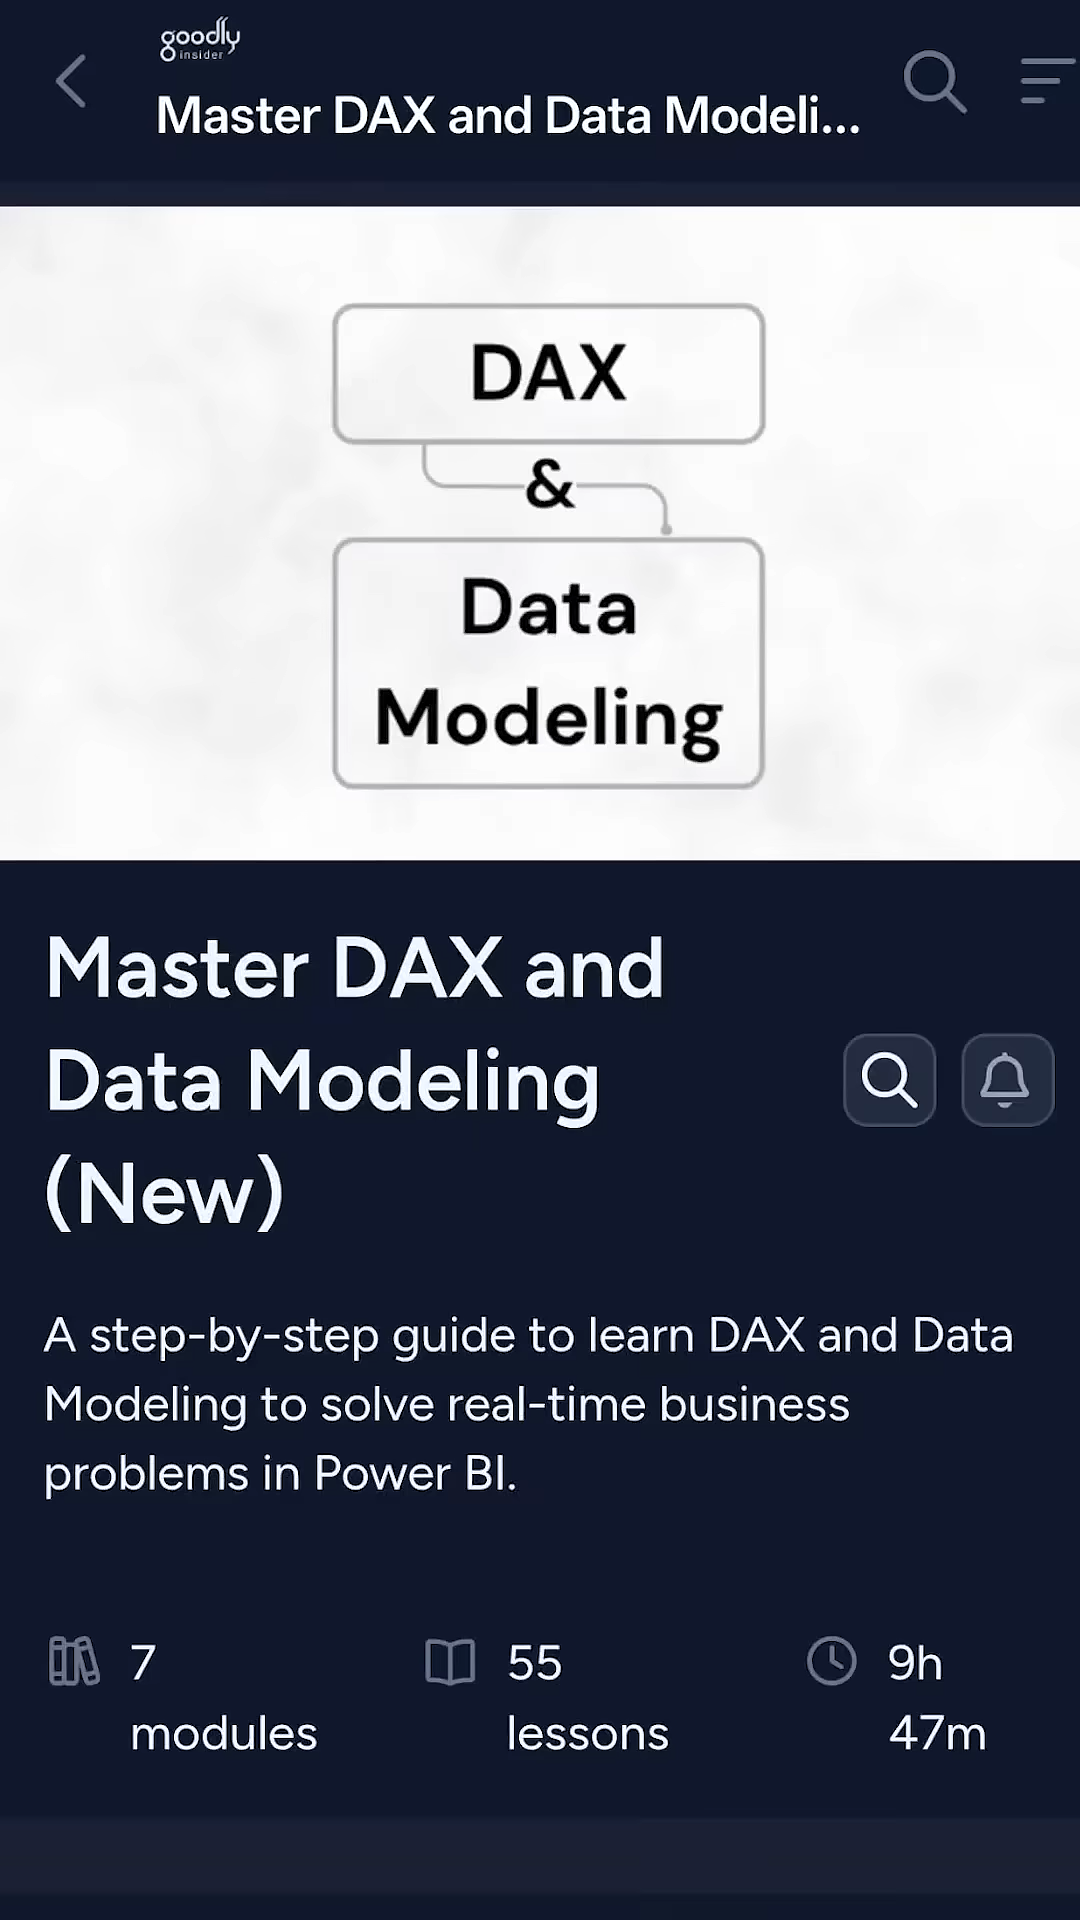 goodly
insider
Master DAX and Data Modeli...
DAX
&
Data
Modeling
Master DAX and
Data Modeling
(New)
A step-by-step guide to learn DAX and Data
Modeling to solve real-time business
problems in Power BI.
7
modules
55
lessons
9h
47m